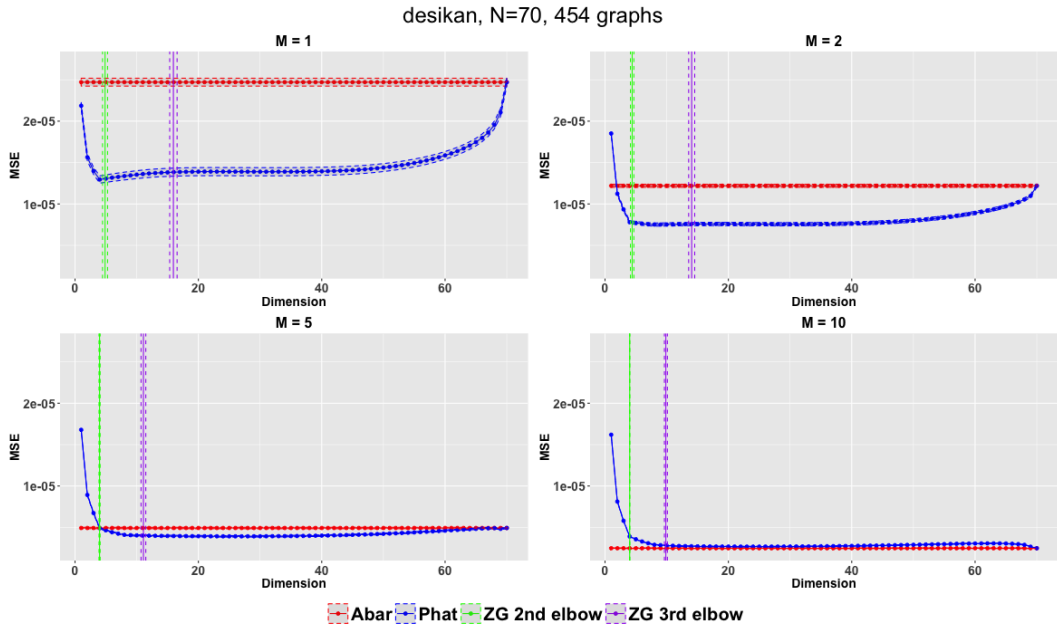 desikan, N=70, 454 graphs
M = 1
MSE
2e-05
1e-05
0
20
40
60
Dimension
M = 2
MSE
2e-05
1e-05
0
20
40
60
Dimension
M = 5
MSE
2e-05
1e-05
0
20
40
60
Dimension
M = 10
MSE
2e-05
1e-05
0
20
40
60
Dimension
Abar Phat ZG 2nd elbow ZG 3rd elbow